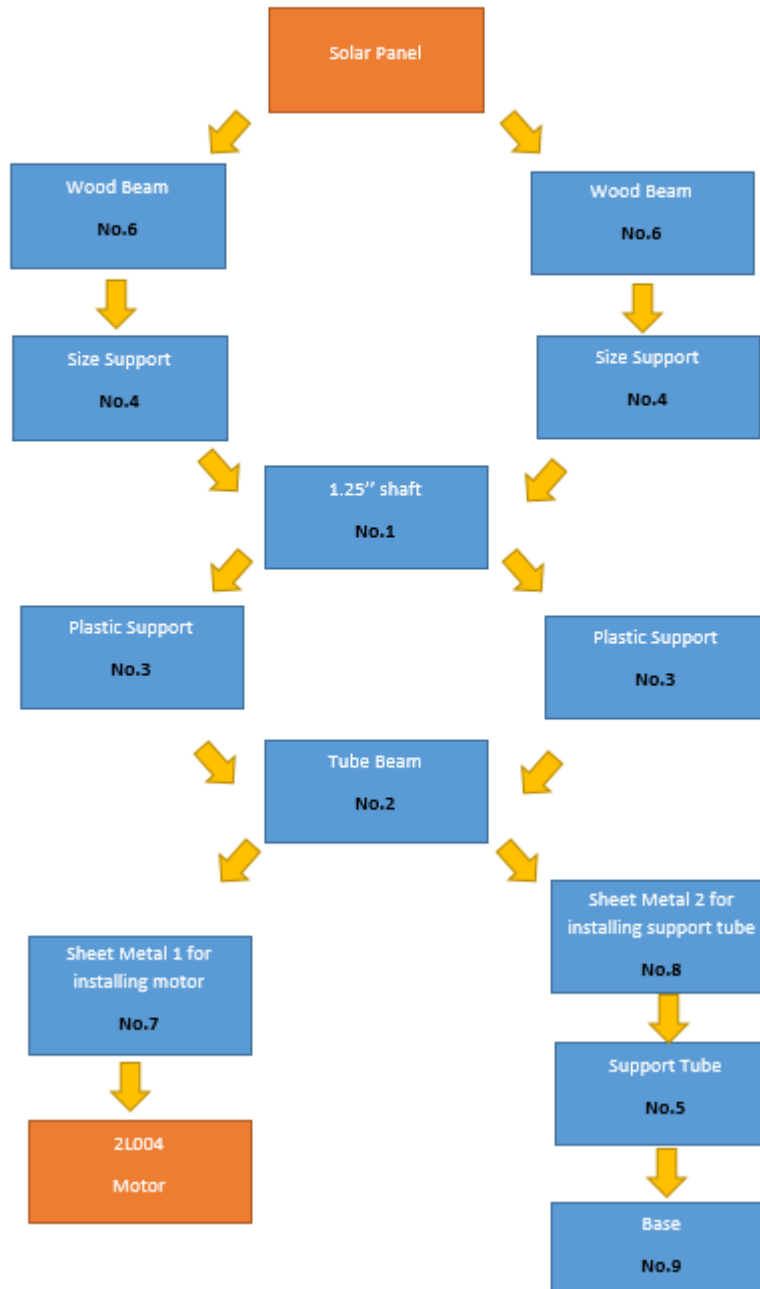 Solar Panel
Wood Beam
No.6
Wood Beam
No.6
Size Support
No.4
Size Support
No.4
1.25’’ shaft
No.1
Plastic Support
No.3
Plastic Support
No.3
Tube Beam
No.2
Sheet Metal 2 for
installing support tube
No.8
Sheet Metal 1 for
installing motor
No.7
Support Tube
No.5
2L004
Motor
Base
No.9